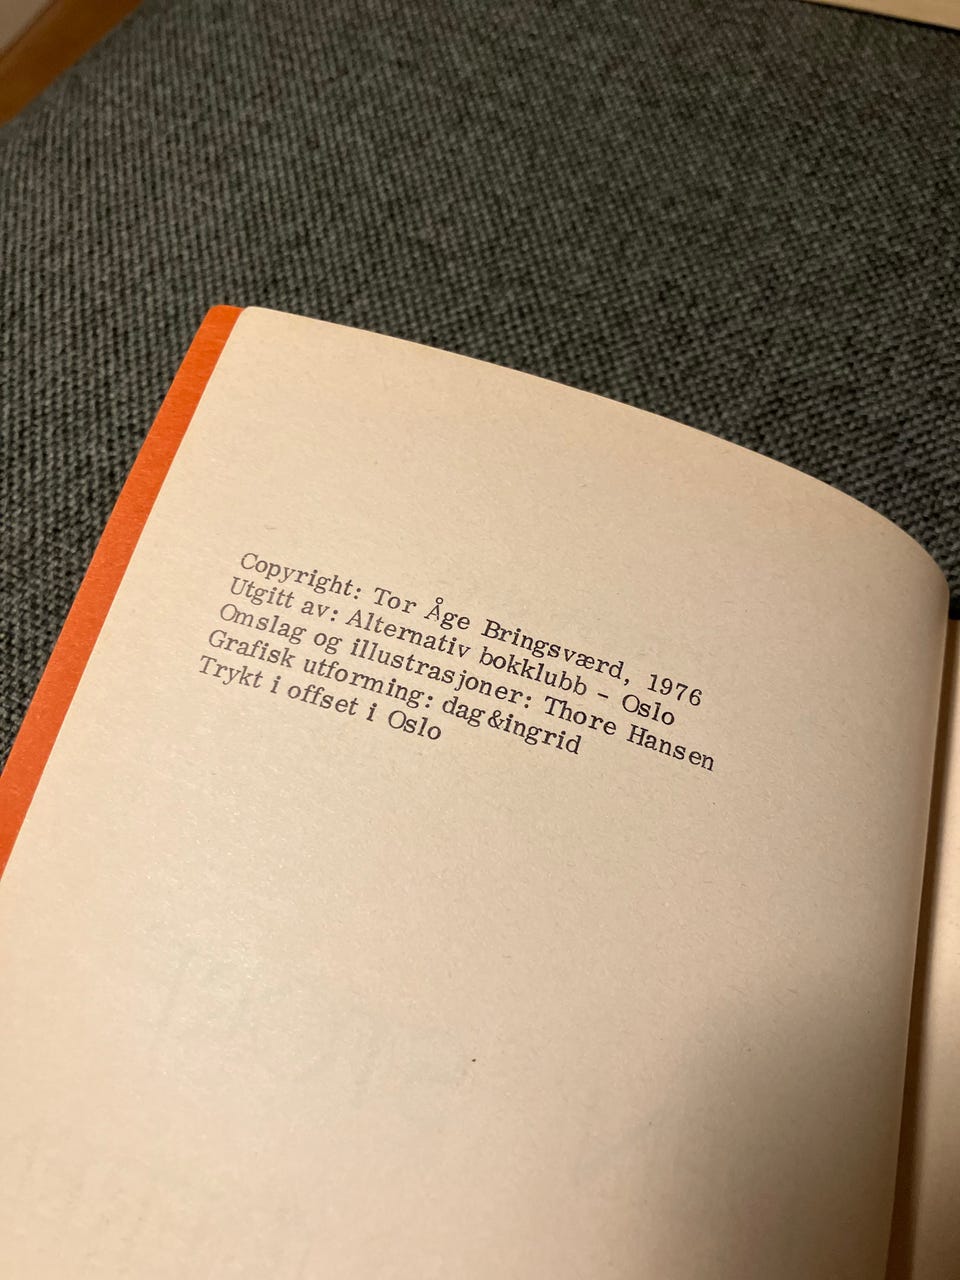 Copyright: Tor Åge Bringsværd, 1976
Utgitt av: Alternativ bokklubb - Oslo
Omslag og illustrasjoner: Thore Hansen
Grafisk utforming: dag&ingrid
Trykt i offset i Oslo